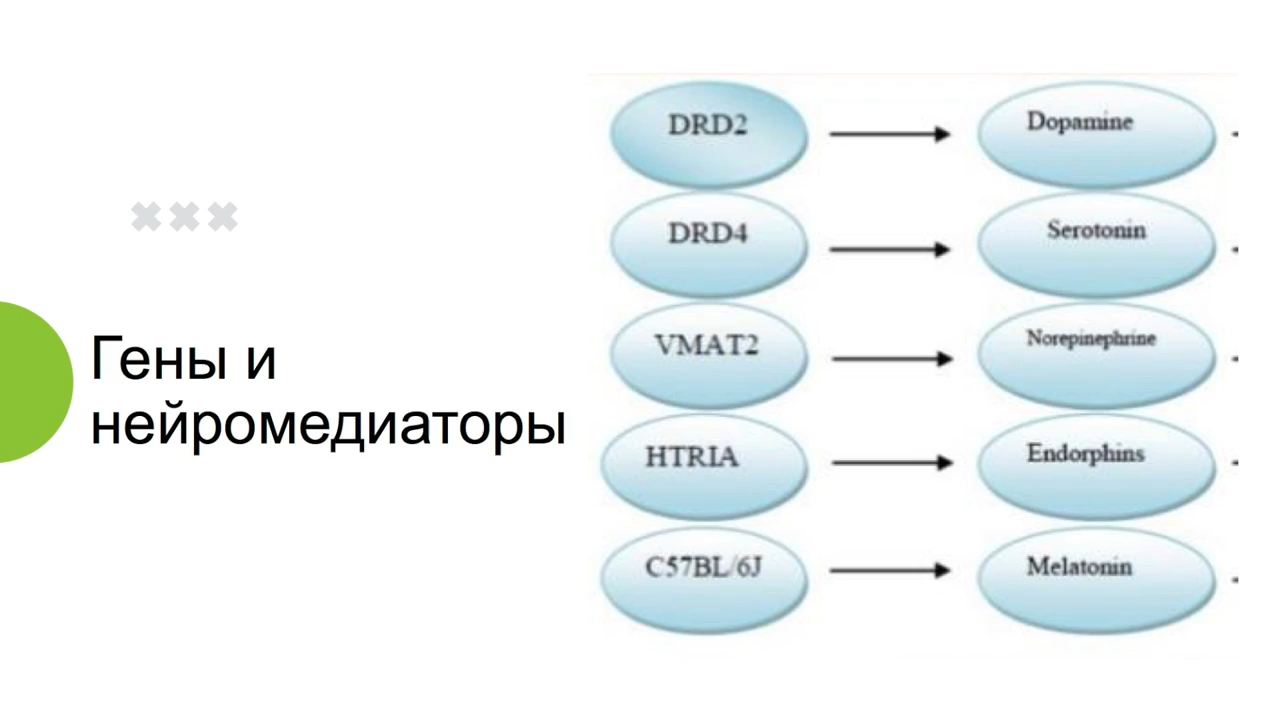 Гены и
нейромедиаторы
DRD2
Dopamine
DRD4
Serotonin
VMAT2
Norepinephrine
HTRIA
Endorphins
C57BL/6J
Melatonin